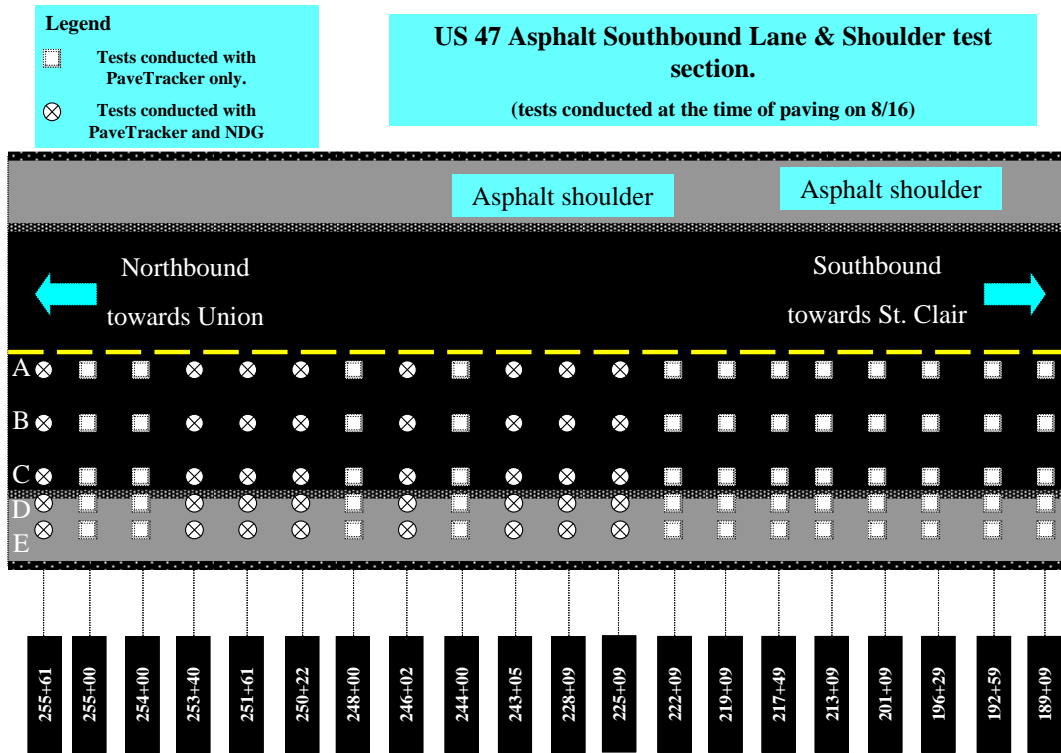 Legend
Tests conducted with
PaveTracker only.
Tests conducted with
PaveTracker and NDG
US 47 Asphalt Southbound Lane & Shoulder test
section.
(tests conducted at the time of paving on 8/16)
Asphalt shoulder
Asphalt shoulder
Northbound
towards Union
Southbound
towards St. Clair
A
B
C
D
E
255+61
255+00
254+00
253+40
251+61
250+22
248+00
246+02
244+00
243+05
228+09
225+09
222+09
219+09
217+49
213+09
201+09
196+29
192+59
189+09